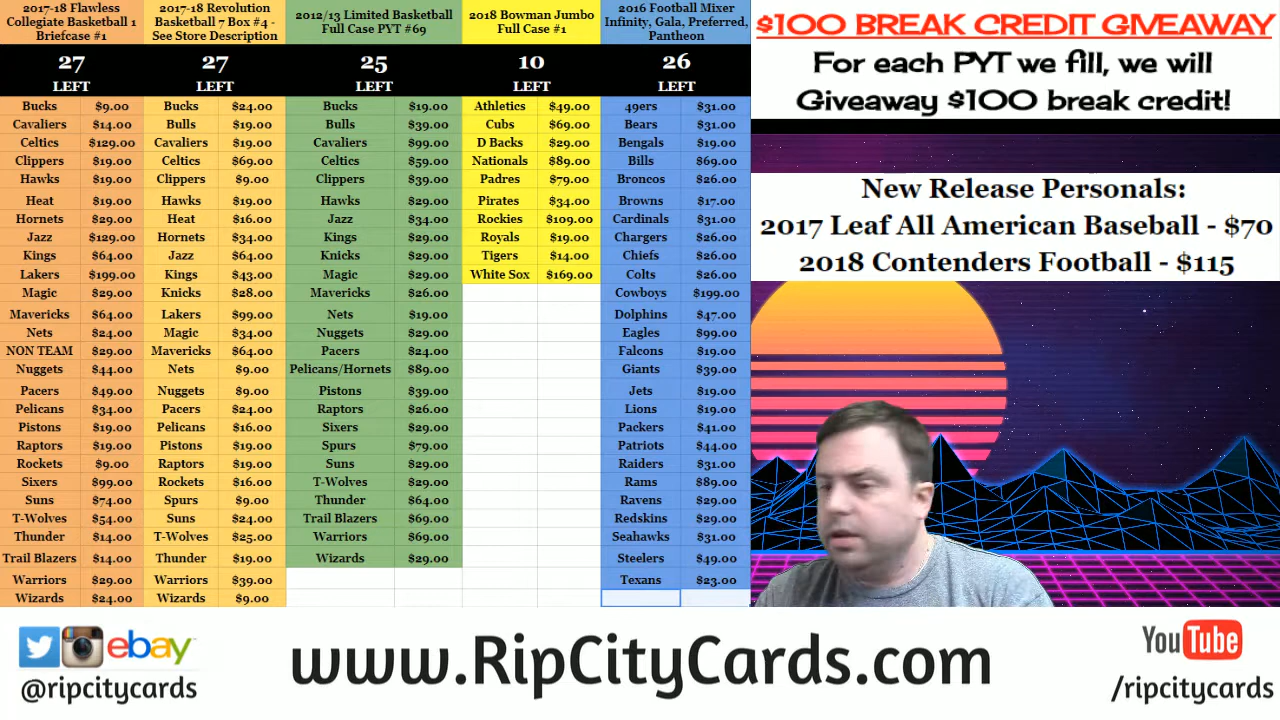 2017-18 Flawless
Collegiate Basketball 1
Briefcase #1
27
LEFT
Bucks $9.00
Cavaliers $14.00
Celtics $129.00
Clippers $19.00
Hawks $19.00
Heat $19.00
Hornets $29.00
Jazz $129.00
Kings $64.00
Lakers $199.00
Magic $29.00
Mavericks $64.00
Nets $24.00
NON TEAM $29.00
Nuggets $44.00
Pacers $49.00
Pelicans $34.00
Pistons $19.00
Raptors $19.00
Rockets $9.00
Sixers $99.00
Suns $74.00
T-Wolves $54.00
Thunder $14.00
Trail Blazers $14.00
Warriors $29.00
Wizards $24.00
2017-18 Revolution
Basketball 7 Box #4 -
See Store Description
27
LEFT
Bucks $24.00
Bulls $19.00
Cavaliers $19.00
Celtics $69.00
Clippers $9.00
Hawks $19.00
Heat $16.00
Hornets $34.00
Jazz $64.00
Kings $43.00
Knicks $28.00
Lakers $99.00
Magic $34.00
Mavericks $64.00
Nets $9.00
Nuggets $9.00
Pacers $24.00
Pelicans $16.00
Pistons $19.00
Raptors $19.00
Rockets $16.00
Spurs $9.00
Suns $24.00
T-Wolves $25.00
Thunder $19.00
Warriors $39.00
Wizards $9.00
2012/13 Limited Basketball
Full Case PYT #69
25
LEFT
Bucks $19.00
Bulls $39.00
Cavaliers $99.00
Celtics $59.00
Clippers $39.00
Hawks $29.00
Jazz $34.00
Kings $29.00
Knicks $29.00
Magic $29.00
Mavericks $26.00
Nets $19.00
Nuggets $29.00
Pacers $24.00
Pelicans/Hornets $89.00
Pistons $39.00
Raptors $26.00
Sixers $29.00
Spurs $79.00
Suns $29.00
T-Wolves $29.00
Thunder $64.00
Trail Blazers $69.00
Warriors $69.00
Wizards $29.00
2018 Bowman Jumbo
Full Case #1
10
LEFT
Athletics $49.00
Cubs $69.00
D Backs $29.00
Nationals $89.00
Padres $79.00
Pirates $34.00
Rockies $109.00
Royals $19.00
Tigers $14.00
White Sox $169.00
2016 Football Mixer
Infinity, Gala, Preferred,
Pantheon
26
LEFT
49ers $31.00
Bears $31.00
Bengals $19.00
Bills $69.00
Broncos $26.00
Browns $17.00
Cardinals $31.00
Chargers $26.00
Chiefs $26.00
Colts $26.00
Cowboys $199.00
Dolphins $47.00
Eagles $99.00
Falcons $19.00
Giants $39.00
Jets $19.00
Lions $19.00
Packers $41.00
Patriots $44.00
Raiders $31.00
Rams $89.00
Ravens $29.00
Redskins $29.00
Seahawks $31.00
Steelers $49.00
Texans $23.00
$100 BREAK CREDIT GIVEAWAY
For each PYT we fill, we will
Giveaway $100 break credit!
New Release Personals:
2017 Leaf All American Baseball - $70
2018 Contenders Football - $115
ebay
@ripcitycards
www.RipCityCards.com
YouTube
/ripcitycards